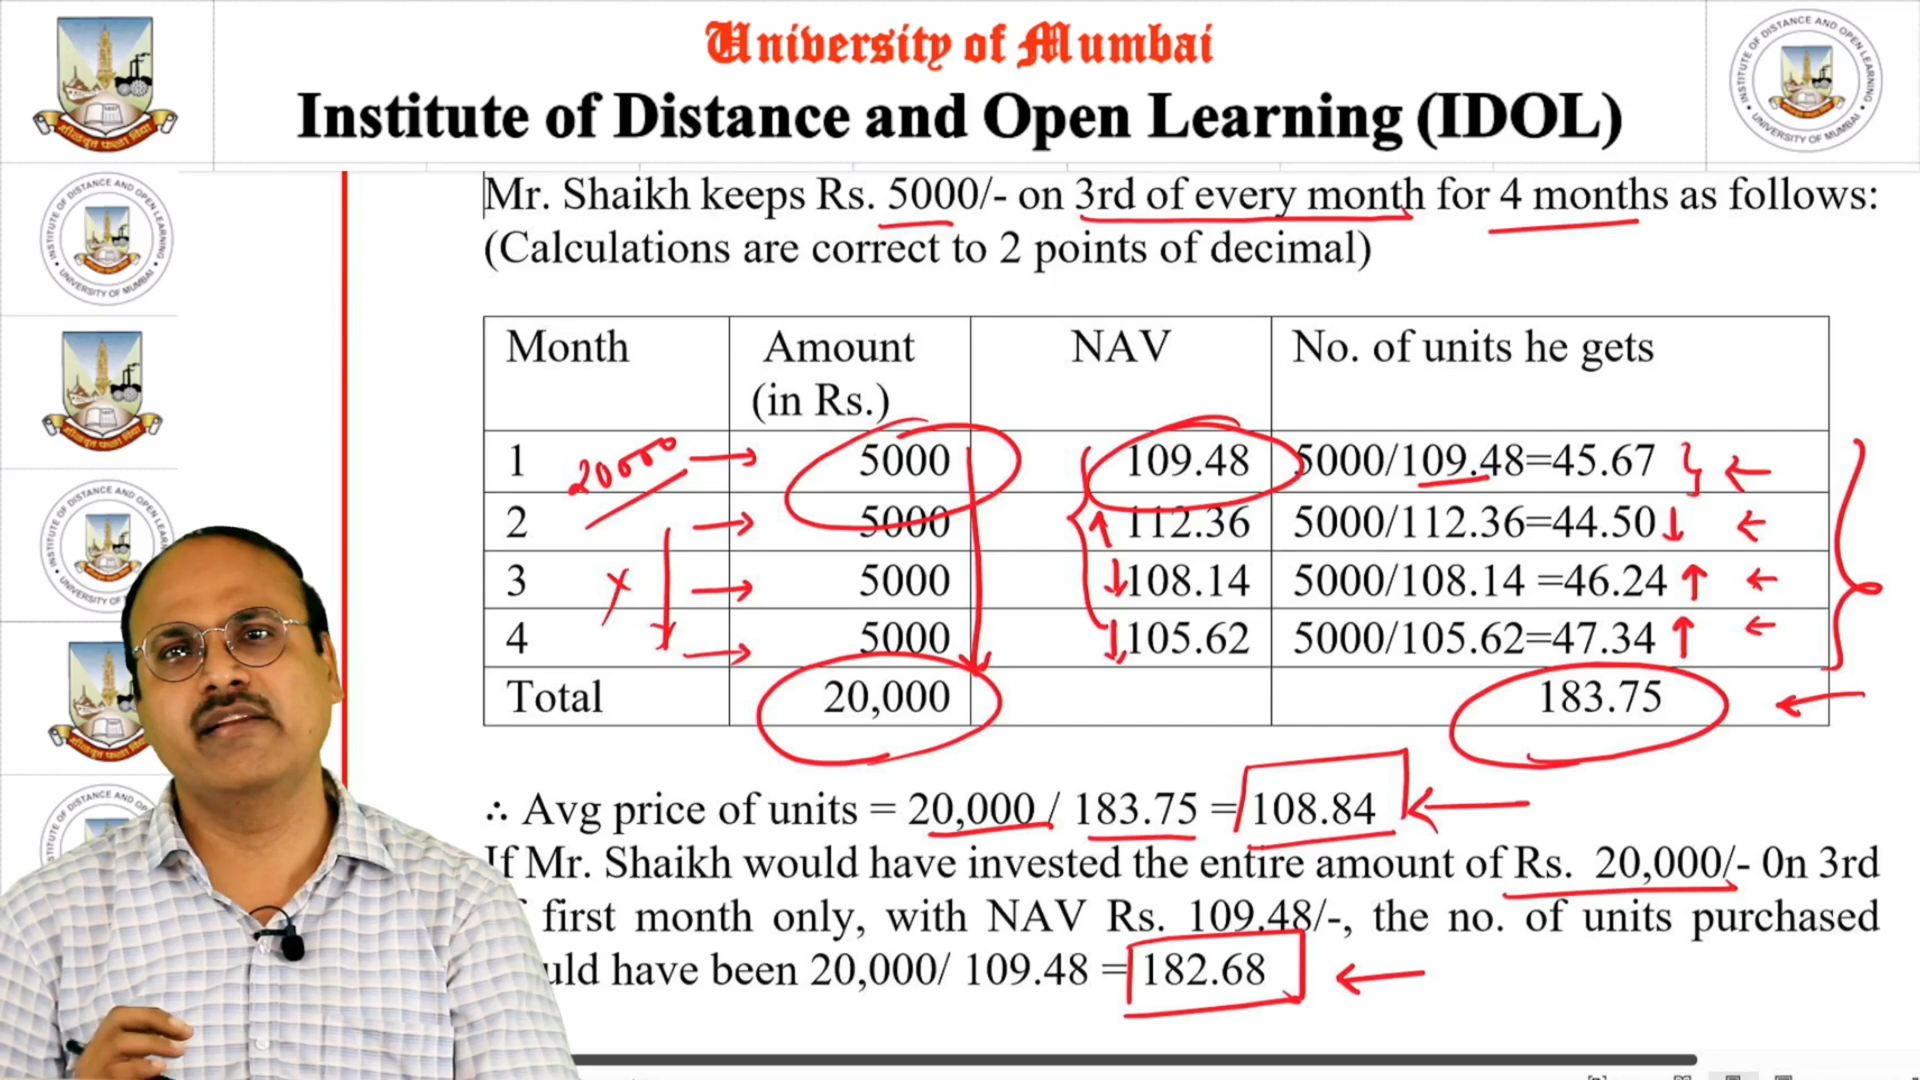 University of Mumbai
Institute of Distance and Open Learning (IDOL)
Mr. Shaikh keeps Rs. 5000/- on 3rd of every month for 4 months as follows:
(Calculations are correct to 2 points of decimal)
Month Amount (in Rs.) NAV No. of units he gets
1 20000 5000 109.48 5000/109.48=45.67
2 5000 112.36 5000/112.36=44.50
3 5000 108.14 5000/108.14 =46.24
4 5000 105.62 5000/105.62=47.34
Total 20,000 183.75
∴ Avg price of units = 20,000 / 183.75 = 108.84
If Mr. Shaikh would have invested the entire amount of Rs. 20,000/- 0n 3rd
first month only, with NAV Rs. 109.48/-, the no. of units purchased
uld have been 20,000/ 109.48 = 182.68